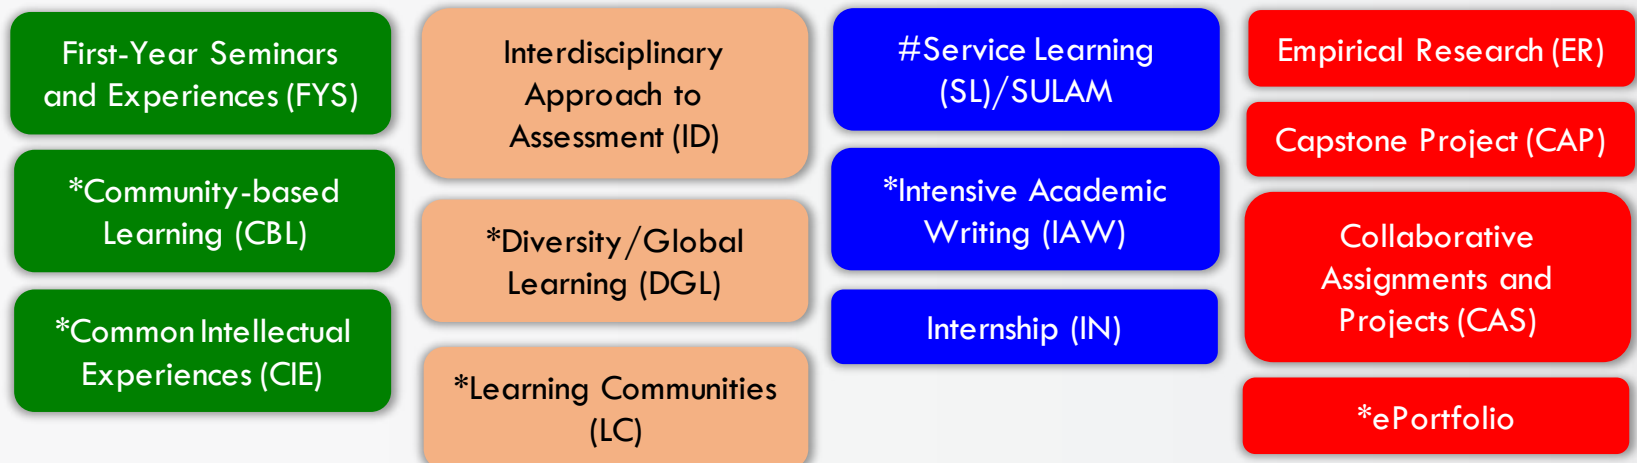 First-Year Seminars
and Experiences (FYS)
*Community-based
Learning (CBL)
*Common Intellectual
Experiences (CIE)
Interdisciplinary
Approach to
Assessment (ID)
*Diversity/Global
Learning (DGL)
*Learning Communities
(LC)
#Service Learning
(SL)/SULAM
*Intensive Academic
Writing (IAW)
Internship (IN)
Empirical Research (ER)
Capstone Project (CAP)
Collaborative
Assignments and
Projects (CAS)
*ePortfolio